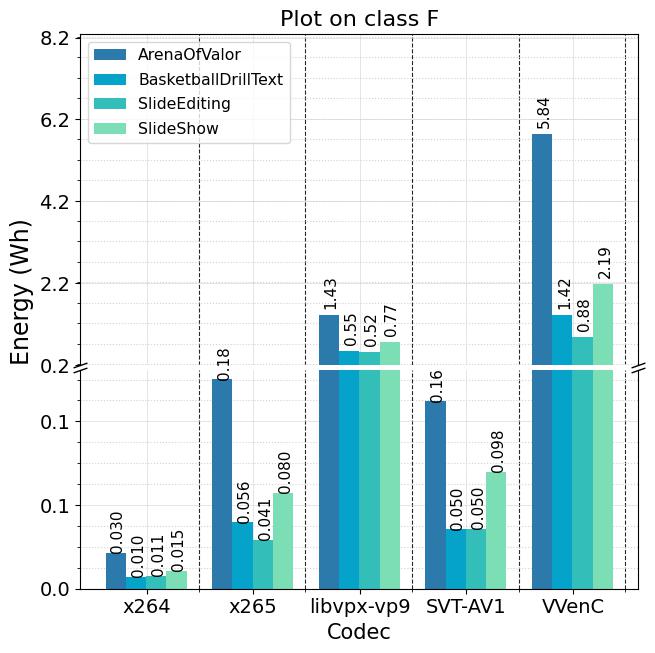 Plot on class F
8.2
6.2
4.2
2.2
0.2
0.1
0.1
0.0
Energy (Wh)
ArenaOfValor
BasketballDrillText
SlideEditing
SlideShow
0.030
0.010
0.011
0.015
0.18
0.056
0.041
0.080
1.43
0.55
0.52
0.77
0.16
0.050
0.050
0.098
5.84
1.42
0.88
2.19
x264
x265
libvpx-vp9
SVT-AV1
VVenC
Codec